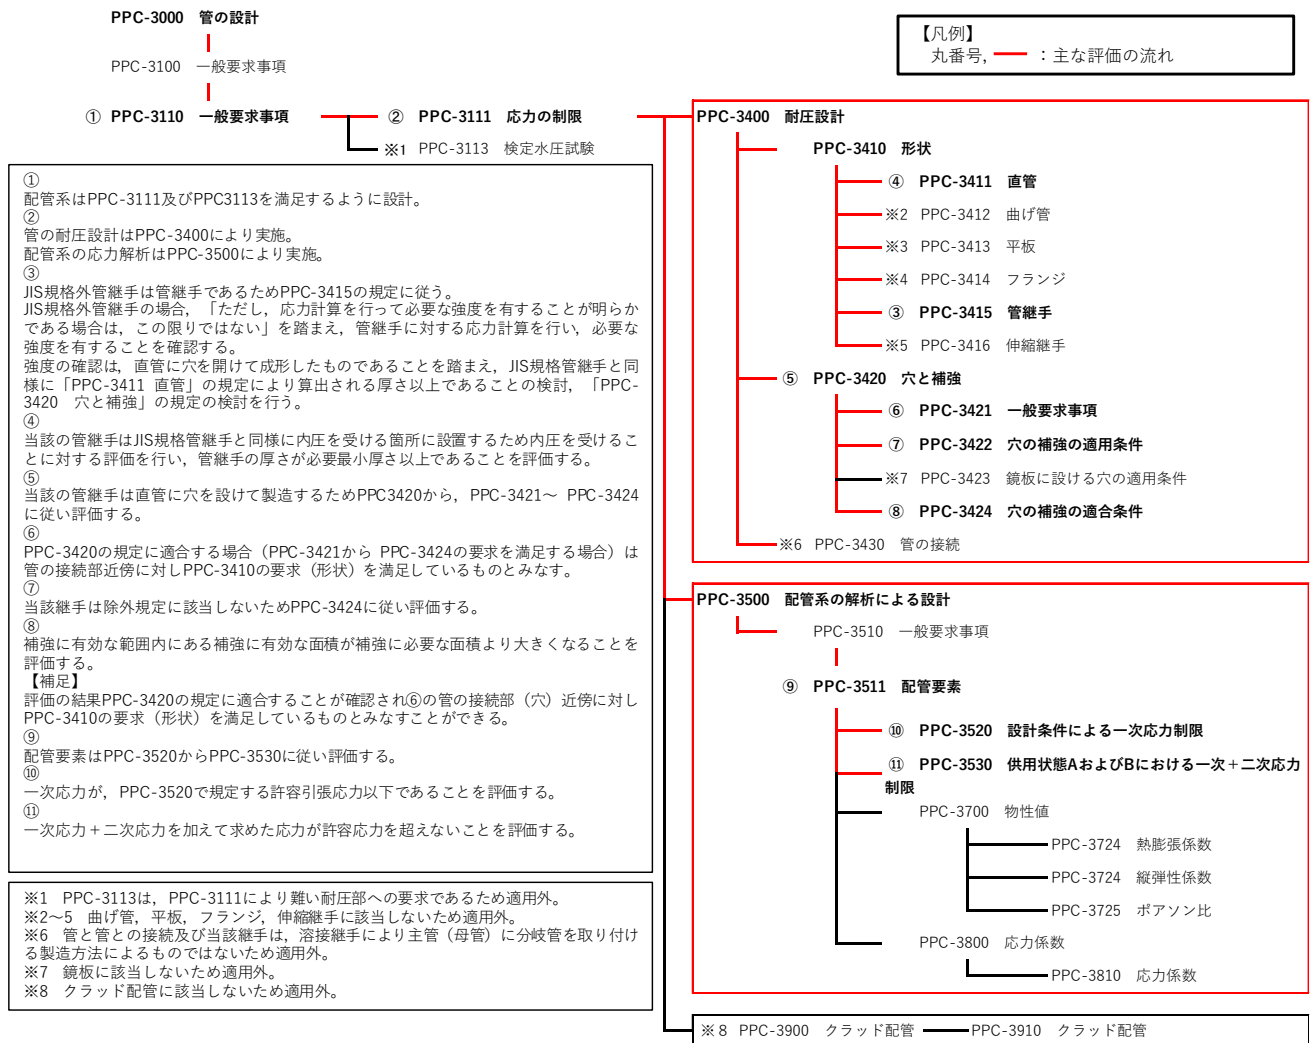 PPC-3000　管の設計
【凡例】
丸番号, ── ：主な評価の流れ
PPC-3100　一般要求事項
① PPC-3110　一般要求事項
② PPC-3111　応力の制限
※1 PPC-3113　検定水圧試験
PPC-3400　耐圧設計
PPC-3410 形状
④ PPC-3411　直管
※2 PPC-3412　曲げ管
※3 PPC-3413　平板
※4 PPC-3414　フランジ
③ PPC-3415　管継手
※5 PPC-3416　伸縮継手
⑤ PPC-3420　穴と補強
⑥ PPC-3421　一般要求事項
⑦ PPC-3422　穴の補強の適用条件
※7 PPC-3423　鏡板に設ける穴の適用条件
⑧ PPC-3424　穴の補強の適合条件
※6 PPC-3430　管の接続
①
配管系はPPC-3111及びPPC3113を満足するように設計。
②
管の耐圧設計はPPC-3400により実施。
配管系の応力解析はPPC-3500により実施。
③
JIS規格外管継手は管継手であるためPPC-3415の規定に従う。
JIS規格外管継手の場合，「ただし，応力計算を行って必要な強度を有することが明らか
である場合は，この限りではない」を踏まえ，管継手に対する応力計算を行い，必要な
強度を有することを確認する。
強度の確認は，直管に穴を開けて成形したものであることを踏まえ，JIS規格管継手と同
様に「PPC-3411 直管」の規定により算出される厚さ以上であることの検討，「PPC-
3420　穴と補強」の規定の検討を行う。
④
当該の管継手はJIS規格管継手と同様に内圧を受ける箇所に設置するため内圧を受けるこ
とに対する評価を行い，管継手の厚さが必要最小厚さ以上であることを評価する。
⑤
当該の管継手は直管に穴を設けて製造するためPPC3420から，PPC-3421～ PPC-3424
に従い評価する。
⑥
PPC-3420の規定に適合する場合（PPC-3421から PPC-3424の要求を満足する場合）は
管の接続部近傍に対しPPC-3410の要求（形状）を満足しているものとみなす。
⑦
当該継手は除外規定に該当しないためPPC-3424に従い評価する。
⑧
補強に有効な範囲内にある補強に有効な面積が補強に必要な面積より大きくなることを
評価する。
【補足】
評価の結果PPC-3420の規定に適合することが確認され⑥の管の接続部（穴）近傍に対し
PPC-3410の要求（形状）を満足しているものとみなすことができる。
⑨
配管要素はPPC-3520からPPC-3530に従い評価する。
⑩
一次応力が，PPC-3520で規定する許容引張応力以下であることを評価する。
⑪
一次応力＋二次応力を加えて求めた応力が許容応力を超えないことを評価する。
PPC-3500　配管系の解析による設計
PPC-3510　一般要求事項
⑨ PPC-3511　配管要素
⑩ PPC-3520　設計条件による一次応力制限
⑪ PPC-3530　供用状態AおよびBにおける一次＋二次応力
制限
PPC-3700　物性値
PPC-3724　熱膨張係数
PPC-3724　縦弾性係数
PPC-3725　ポアソン比
PPC-3800　応力係数
PPC-3810　応力係数
※1　PPC-3113は，PPC-3111により難い耐圧部への要求であるため適用外。
※2～5　曲げ管，平板，フランジ，伸縮継手に該当しないため適用外。
※6　管と管との接続及び当該継手は，溶接継手により主管（母管）に分岐管を取り付け
る製造方法によるものではないため適用外。
※7　鏡板に該当しないため適用外。
※8　クラッド配管に該当しないため適用外。
※８ PPC-3900　クラッド配管
PPC-3910　クラッド配管